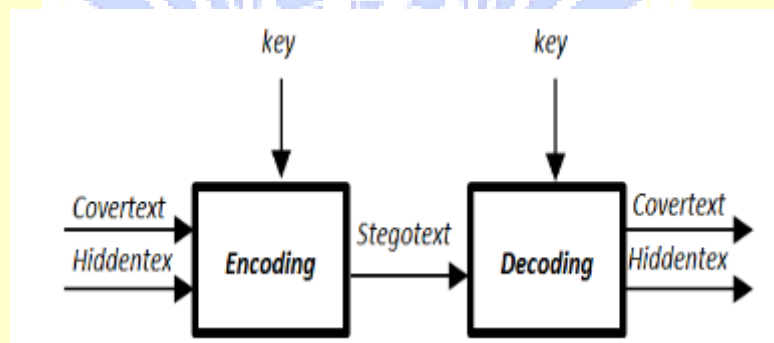 key
key
Covertext
Hiddentex
Encoding
Stegotext
Decoding
Covertext
Hiddentex